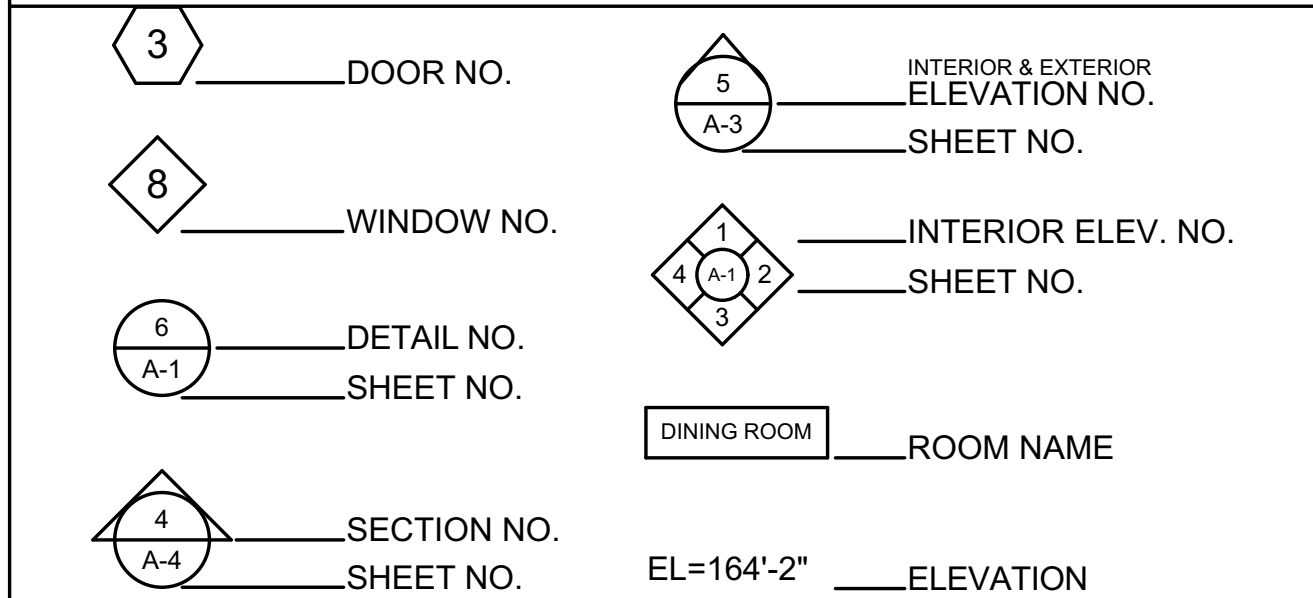 3
DOOR NO.
8
WINDOW NO.
6
DETAIL NO.
A-1
SHEET NO.
4
SECTION NO.
A-4
SHEET NO.
5
INTERIOR & EXTERIOR
ELEVATION NO.
A-3
SHEET NO.
1
INTERIOR ELEV. NO.
4 A-1 2
SHEET NO.
3
DINING ROOM
ROOM NAME
EL=164'-2"
ELEVATION